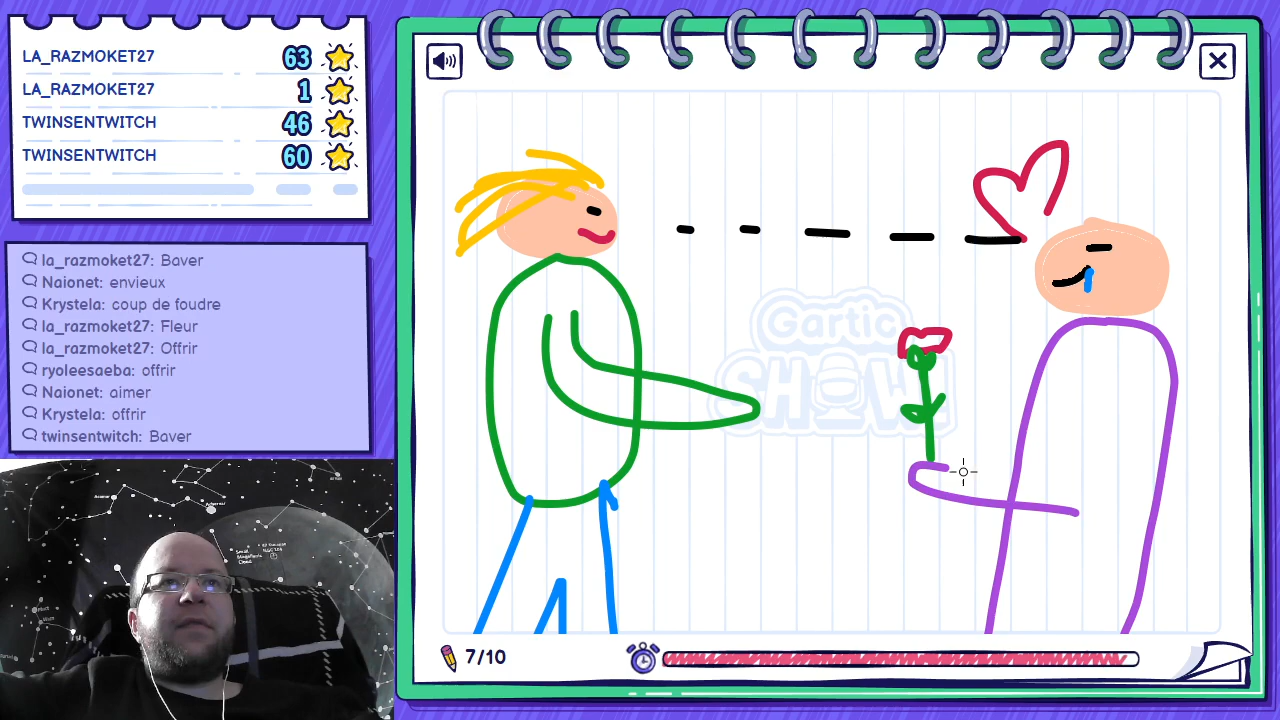 LA_RAZMOKET27 63
LA_RAZMOKET27 1
TWINSENTWITCH 46
TWINSENTWITCH 60
la_razmoket27: Baver
Naionet: envieux
Krystela: coup de foudre
la_razmoket27: Fleur
la_razmoket27: Offrir
ryoleesaeba: offrir
Naionet: aimer
Krystela: offrir
twinsentwitch: Baver
Gartic
SHOW!
7/10